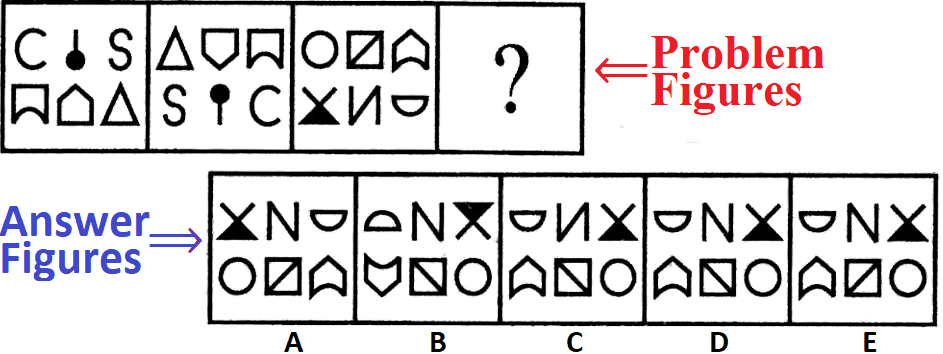 C S
S C
И
?
Problem
Figures
Answer
Figures
N N И N N
A B C D E